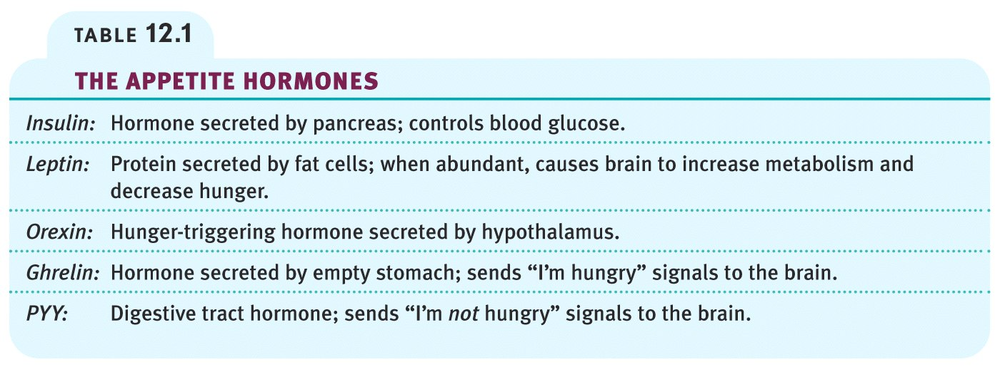 TABLE 12.1
THE APPETITE HORMONES
Insulin: Hormone secreted by pancreas; controls blood glucose.
Leptin: Protein secreted by fat cells; when abundant, causes brain to increase metabolism and
decrease hunger.
Orexin: Hunger-triggering hormone secreted by hypothalamus.
Ghrelin: Hormone secreted by empty stomach; sends “I’m hungry” signals to the brain.
PYY: Digestive tract hormone; sends “I’m not hungry” signals to the brain.